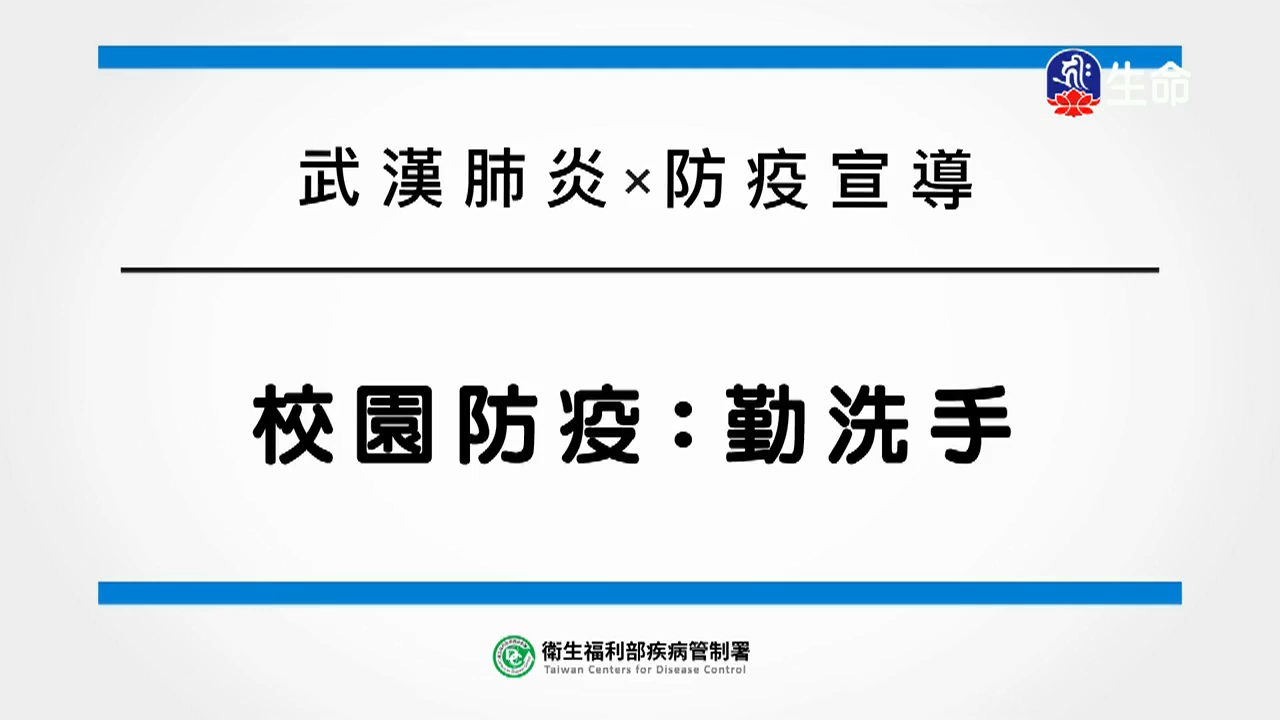 生命
武漢肺炎×防疫宣導
校園防疫：勤洗手
衛生福利部疾病管制署
Taiwan Centers for Disease Control